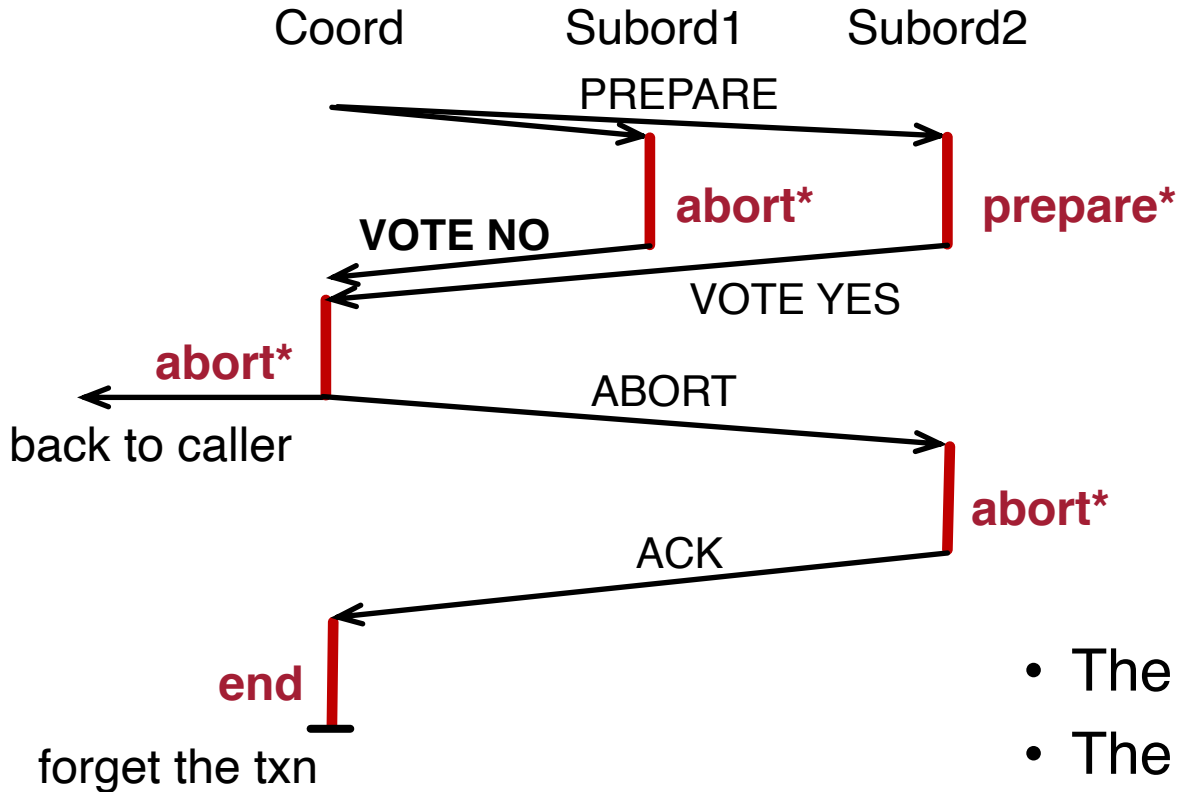 Coord Subord1 Subord2
PREPARE
abort* prepare*
VOTE NO
VOTE YES
abort*
ABORT
back to caller
abort*
ACK
end
• The
forget the txn
• The